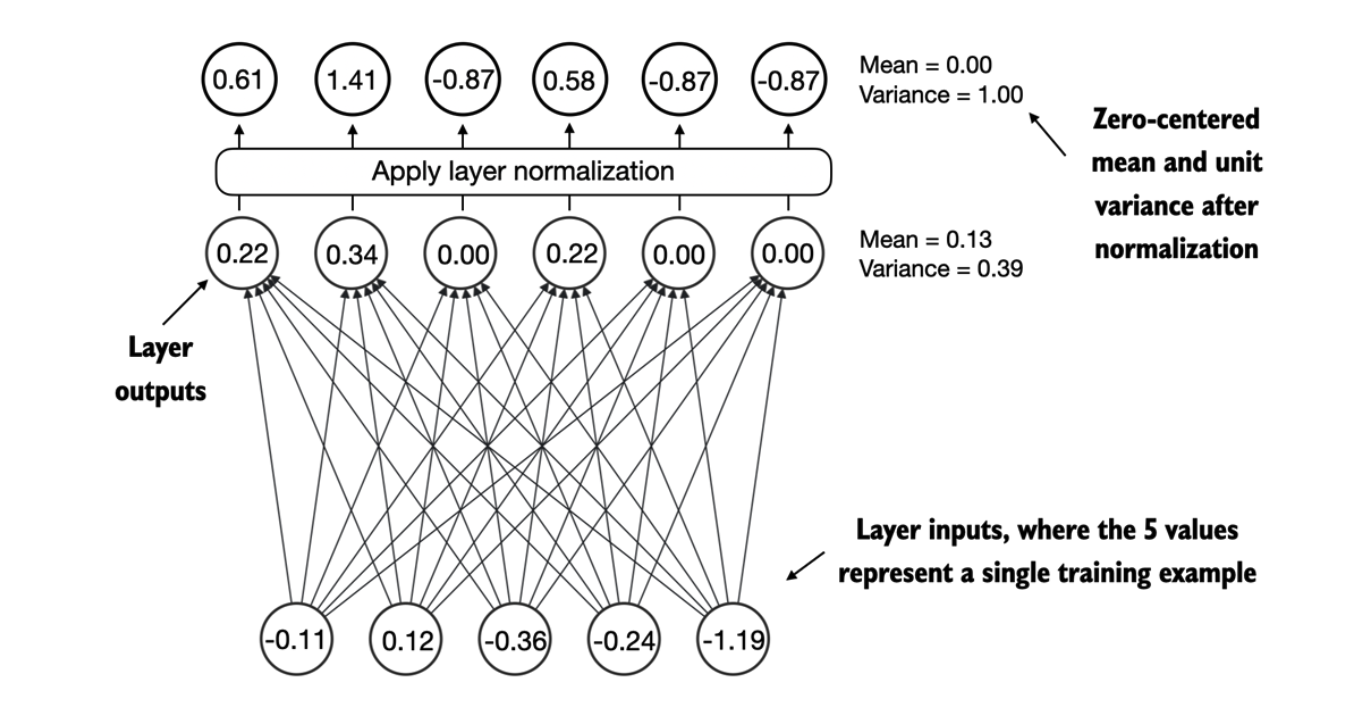 0.61 1.41 -0.87 0.58 -0.87 -0.87
Mean = 0.00
Variance = 1.00
Zero-centered
mean and unit
variance after
normalization
Apply layer normalization
0.22 0.34 0.00 0.22 0.00 0.00
Mean = 0.13
Variance = 0.39
Layer
outputs
Layer inputs, where the 5 values
represent a single training example
-0.11 0.12 -0.36 -0.24 -1.19